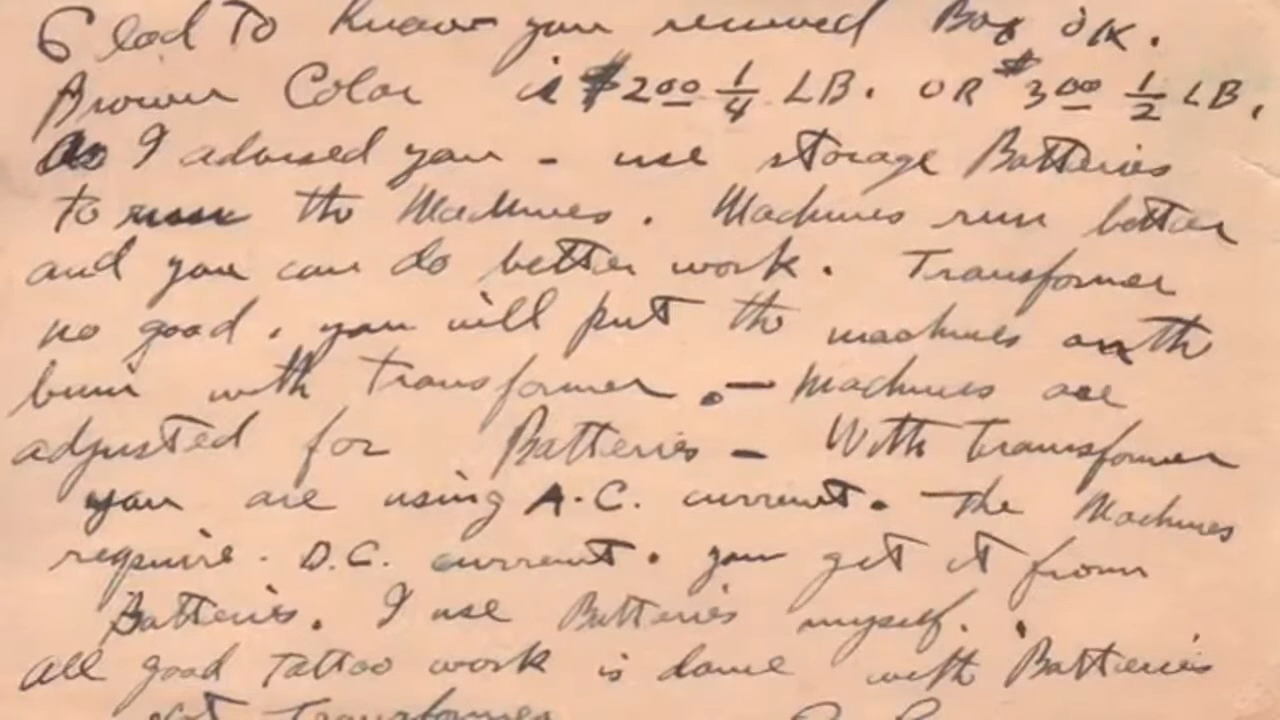 Glad to know you received Box OK.
Brown Color is $2.00 1/4 LB. OR $3.00 1/2 LB.
As I advised you - use storage Batteries
to run the Machines. Machines run better
and you can do better work. Transformer
no good. you will put the machines on the
bum with transformer. - Machines are
adjusted for Batteries - With transformer
you are using A.C. current. The Machines
require. D.C. current. you get it from
Batteries. I use Batteries myself.
All good Tattoo work is done with Batteries
not Transformer